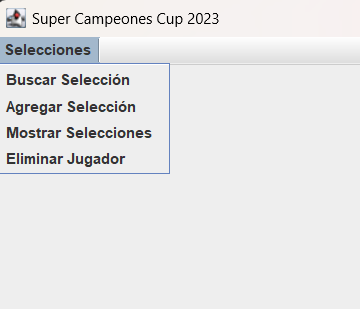 Super Campeones Cup 2023
Selecciones
Buscar Selección
Agregar Selección
Mostrar Selecciones
Eliminar Jugador